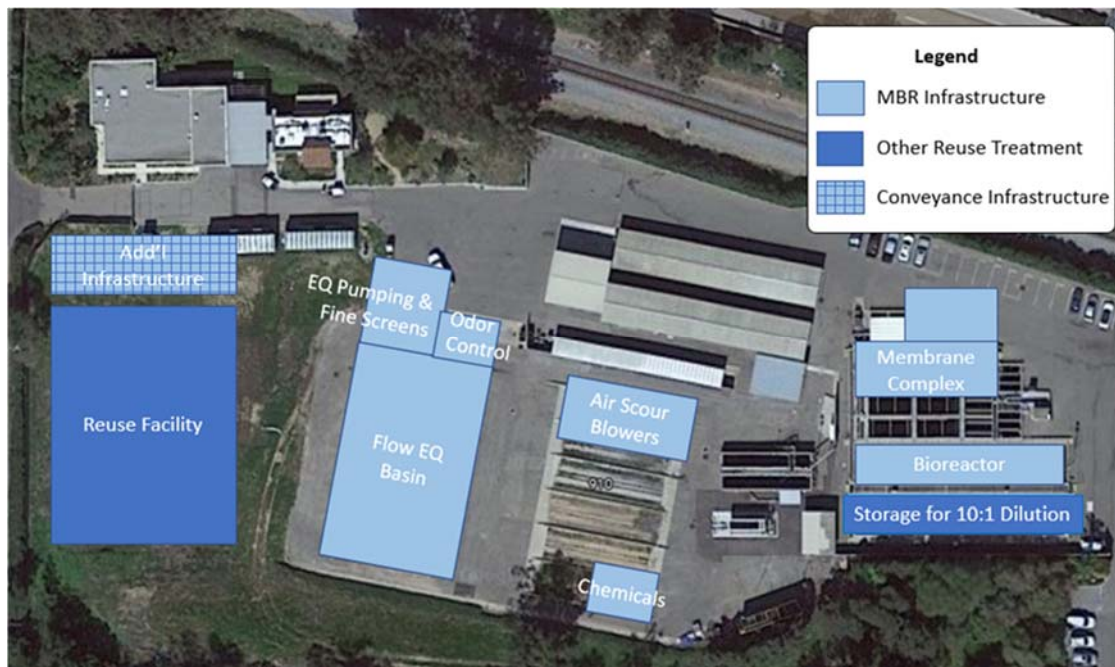 Legend
MBR Infrastructure
Other Reuse Treatment
Conveyance Infrastructure
Add'l
Infrastructure
EQ Pumping &
Fine Screens
Odor
Control
Membrane
Complex
Reuse Facility
Air Scour
Blowers
Flow EQ
Basin
Bioreactor
910
Storage for 10:1 Dilution
Chemicals